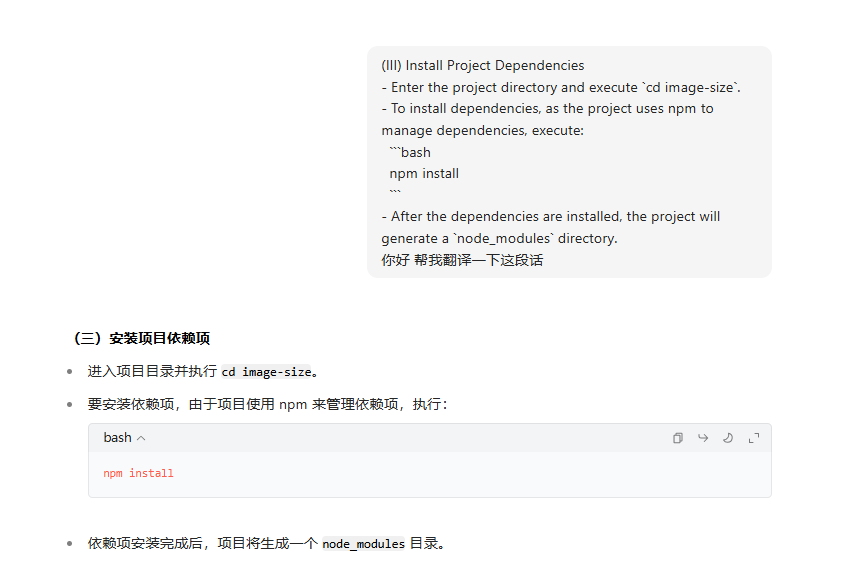 (III) Install Project Dependencies
- Enter the project directory and execute `cd image-size`.
- To install dependencies, as the project uses npm to
manage dependencies, execute:
```bash
npm install
```
- After the dependencies are installed, the project will
generate a `node_modules` directory.
你好 帮我翻译一下这段话
（三）安装项目依赖项
进入项目目录并执行 cd image-size。
要安装依赖项，由于项目使用 npm 来管理依赖项，执行：
bash
npm install
依赖项安装完成后，项目将生成一个 node_modules 目录。